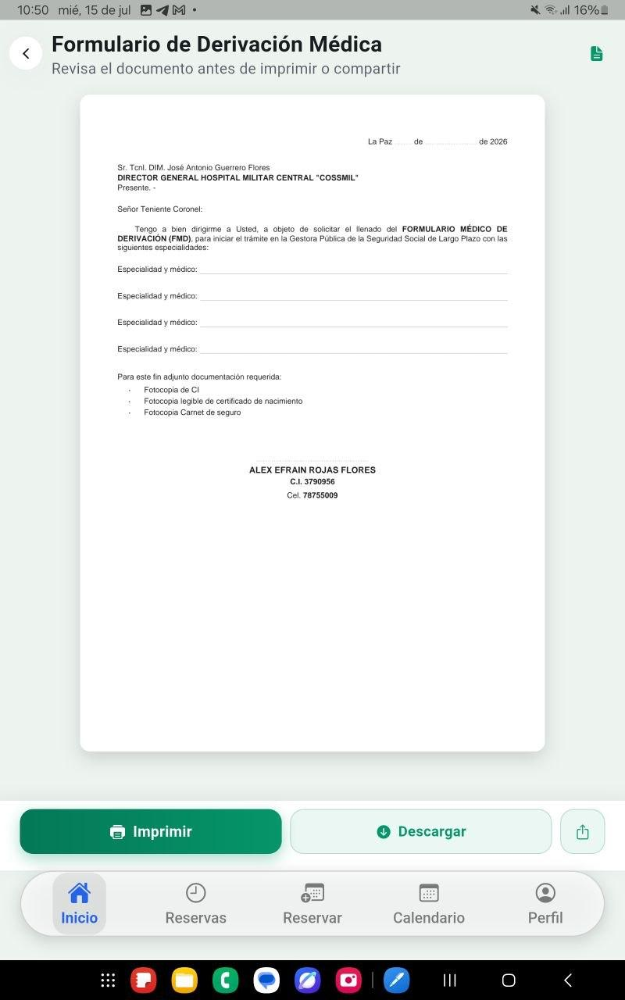 10:50 mié, 15 de jul
16%
Formulario de Derivación Médica
Revisa el documento antes de imprimir o compartir
La Paz ....... de ...................... de 2026
Sr. Tcnl. DIM. José Antonio Guerrero Flores
DIRECTOR GENERAL HOSPITAL MILITAR CENTRAL "COSSMIL"
Presente. -
Señor Teniente Coronel:
Tengo a bien dirigirme a Usted, a objeto de solicitar el llenado del FORMULARIO MÉDICO DE
DERIVACIÓN (FMD), para iniciar el trámite en la Gestora Pública de la Seguridad Social de Largo Plazo con las
siguientes especialidades:
Especialidad y médico:
Especialidad y médico:
Especialidad y médico:
Especialidad y médico:
Para este fin adjunto documentación requerida:
· Fotocopia de CI
· Fotocopia legible de certificado de nacimiento
· Fotocopia Carnet de seguro
ALEX EFRAIN ROJAS FLORES
C.I. 3790956
Cel. 78755009
Imprimir
Descargar
Inicio
Reservas
Reservar
Calendario
Perfil